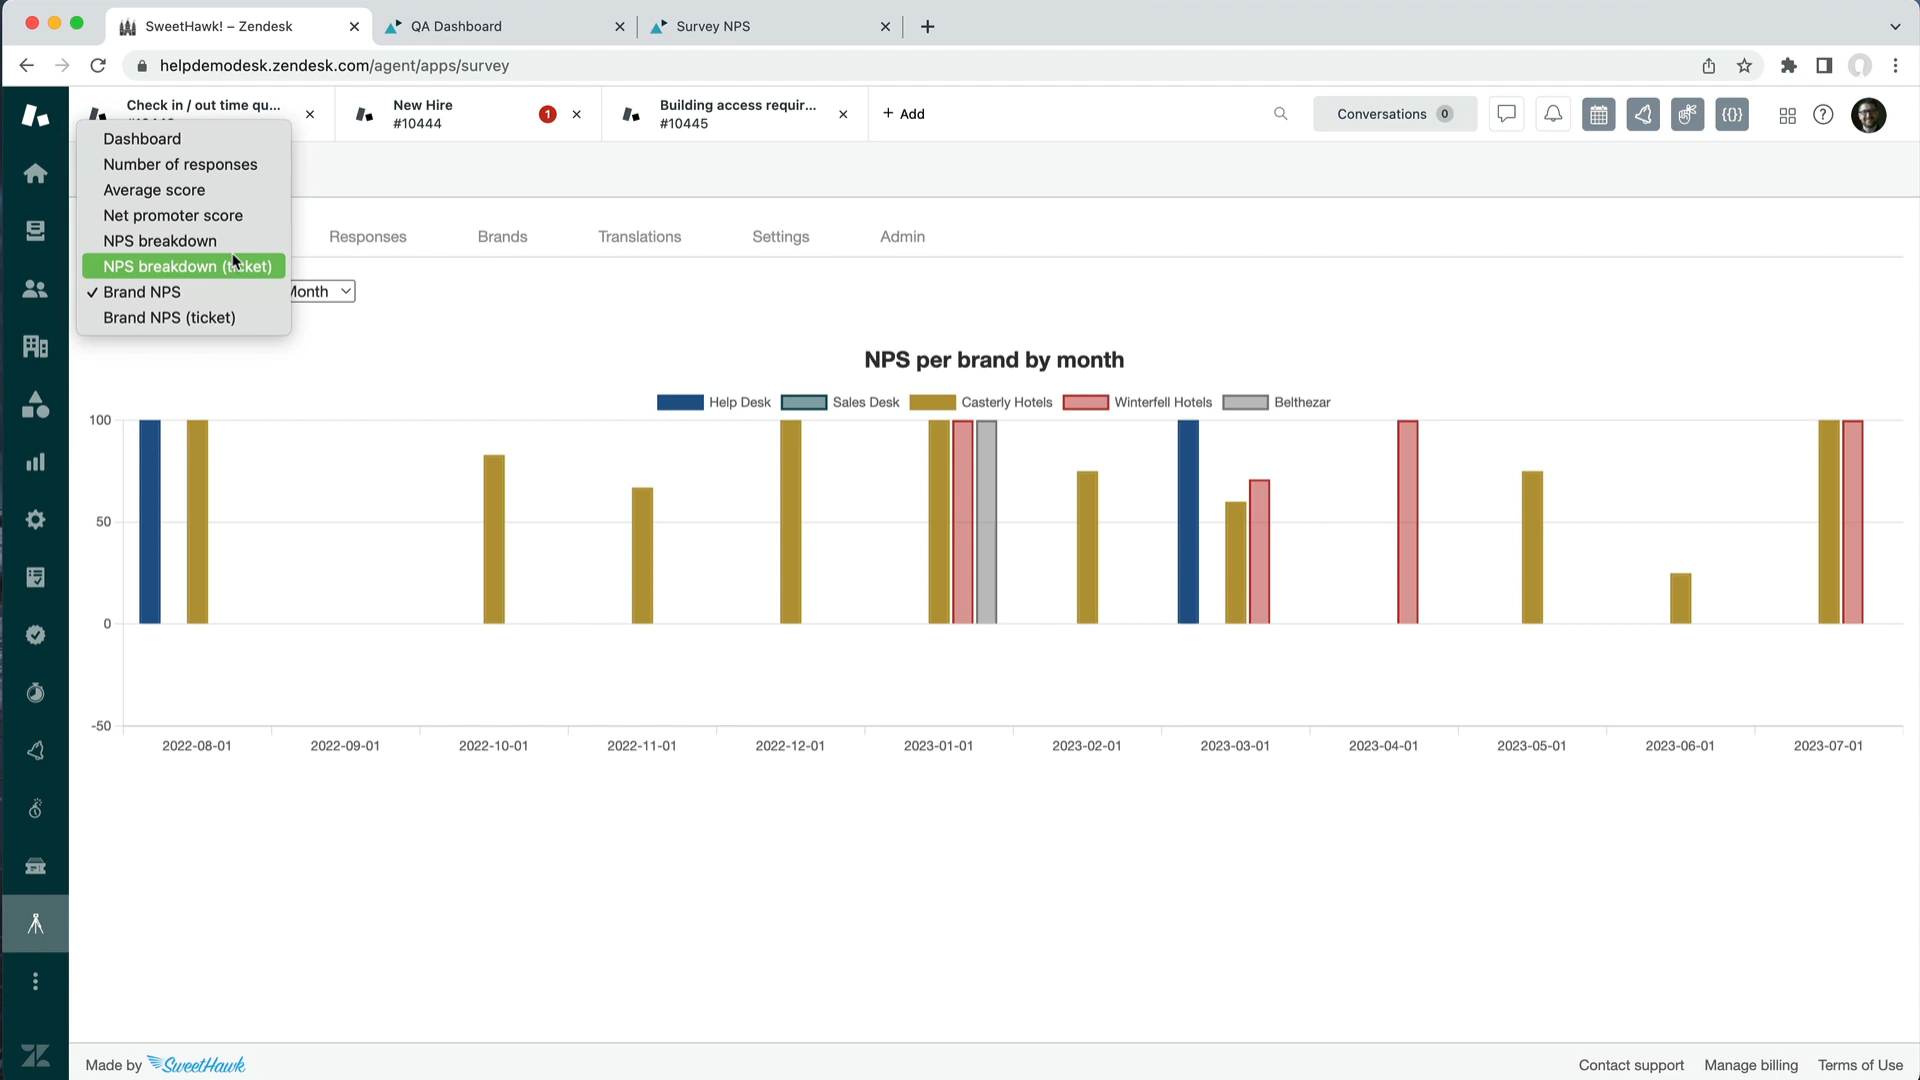 SweetHawk! – Zendesk
QA Dashboard
Survey NPS
helpdemodesk.zendesk.com/agent/apps/survey
Check in / out time qu...
New Hire
#10444
1
Building access requir...
#10445
+ Add
Conversations 0
Dashboard
Number of responses
Average score
Net promoter score
NPS breakdown
NPS breakdown (ticket)
✓ Brand NPS
Brand NPS (ticket)
Responses
Brands
Translations
Settings
Admin
Month
NPS per brand by month
Help Desk
Sales Desk
Casterly Hotels
Winterfell Hotels
Belthezar
100
50
0
-50
2022-08-01
2022-09-01
2022-10-01
2022-11-01
2022-12-01
2023-01-01
2023-02-01
2023-03-01
2023-04-01
2023-05-01
2023-06-01
2023-07-01
Made by SweetHawk
Contact support
Manage billing
Terms of Use